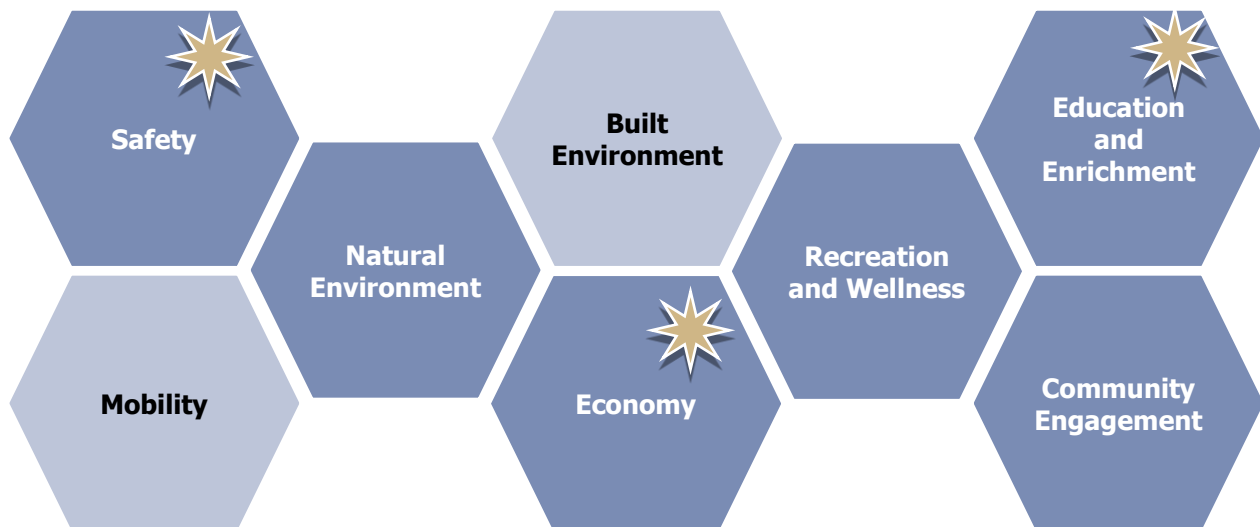 Safety
Built
Environment
Education
and
Enrichment
Natural
Environment
Recreation
and Wellness
Mobility
Economy
Community
Engagement